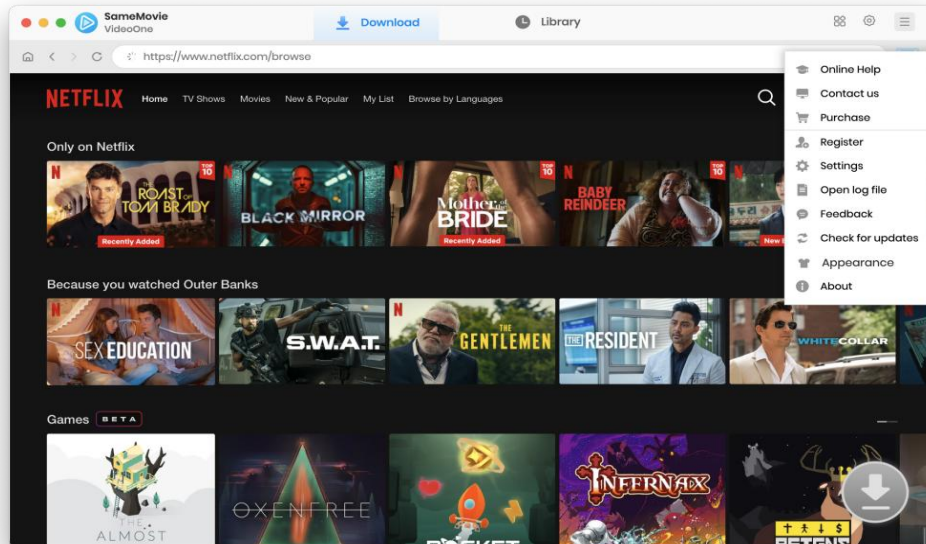 SameMovie
VideoOne
Download
Library
https://www.netflix.com/browse
Online Help
Contact us
Purchase
Register
Settings
Open log file
Feedback
Check for updates
Appearance
About
NETFLIX
Home TV Shows Movies New & Popular My List Browse by Languages
Only on Netflix
N
TOP
10
THE
ROAST OF
TOM BRADY
Recently Added
N
BLACK MIRROR
TOP
10
Mother of the
BRIDE
Recently Added
N
TOP
10
BABY
REINDEER
Because you watched Outer Banks
N
SEX EDUCATION
S.W.A.T.
N
THE
GENTLEMEN
THE RESIDENT
WHITE COLLAR
Games BETA
THE
ALMOST
OXENFREE
ROCKET
INFERNAX
REIGNS